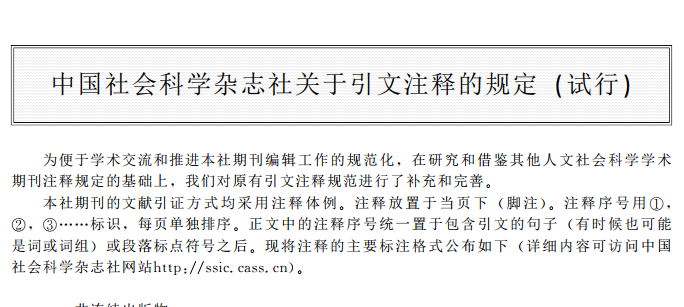 中国社会科学杂志社关于引文注释的规定（试行）
为便于学术交流和推进本社期刊编辑工作的规范化，在研究和借鉴其他人文社会科学学术
期刊注释规定的基础上，我们对原有引文注释规范进行了补充和完善。
本社期刊的文献引证方式均采用注释体例。注释放置于当页下（脚注）。注释序号用①，
②，③……标识，每页单独排序。正文中的注释序号统一置于包含引文的句子（有时候也可能
是词或词组）或段落标点符号之后。现将注释的主要标注格式公布如下（详细内容可访问中国
社会科学杂志社网站http://ssic.cass.cn）。